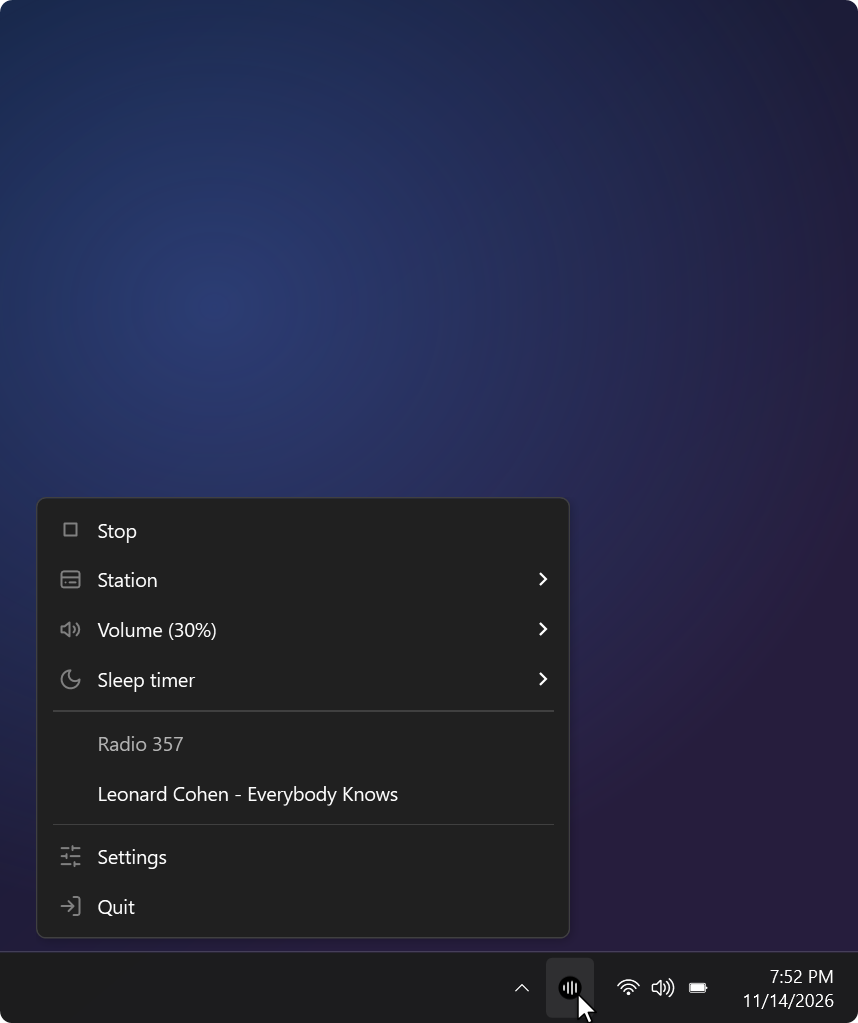 Stop
Station
Volume (30%)
Sleep timer
Radio 357
Leonard Cohen - Everybody Knows
Settings
Quit
7:52 PM
11/14/2026